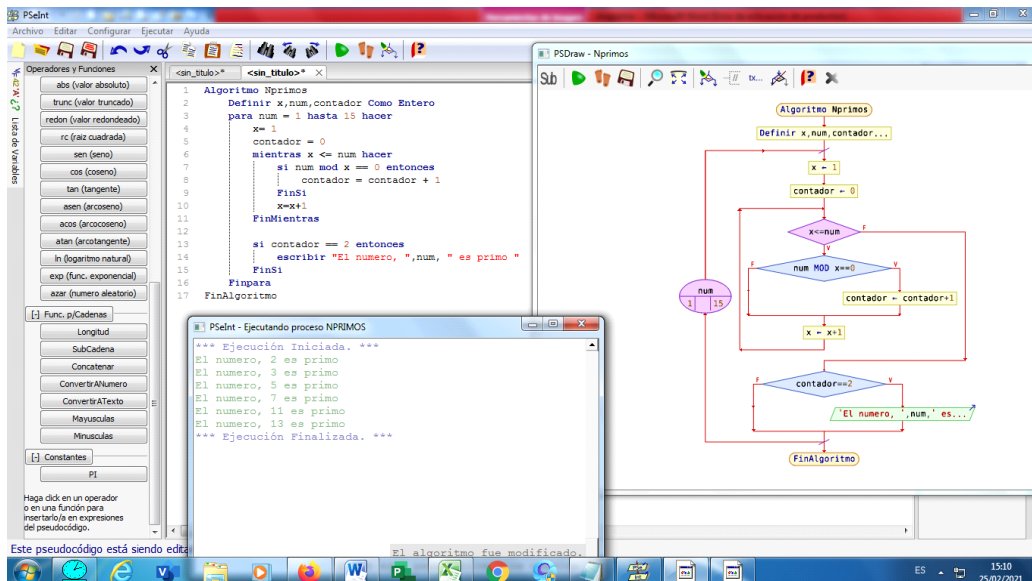 PSeInt
Archivo Editar Configurar Ejecutar Ayuda
Operadores y Funciones
abs (valor absoluto)
trunc (valor truncado)
redon (valor redondeado)
rc (raiz cuadrada)
sen (seno)
cos (coseno)
tan (tangente)
asen (arcoseno)
acos (arcocoseno)
atan (arcotangente)
ln (logaritmo natural)
exp (func. exponencial)
azar (numero aleatorio)
[-] Func. p/Cadenas
Longitud
SubCadena
Concatenar
ConvertirANumero
ConvertirATexto
Mayusculas
Minusculas
[-] Constantes
PI
Haga click en un operador
o en una función para
insertarlo/a en expresiones
del pseudocódigo.
Lista de Variables
<sin_titulo>* <sin_titulo>*
1 Algoritmo Nprimos
2 Definir x,num,contador Como Entero
3 para num = 1 hasta 15 hacer
4 x= 1
5 contador = 0
6 mientras x <= num hacer
7 si num mod x == 0 entonces
8 contador = contador + 1
9 FinSi
10 x=x+1
11 FinMientras
12
13 si contador == 2 entonces
14 escribir "El numero, ",num, " es primo "
15 FinSi
16 Finpara
17 FinAlgoritmo
PSeInt - Ejecutando proceso NPRIMOS
*** Ejecución Iniciada. ***
El numero, 2 es primo
El numero, 3 es primo
El numero, 5 es primo
El numero, 7 es primo
El numero, 11 es primo
El numero, 13 es primo
*** Ejecución Finalizada. ***
El algoritmo fue modificado.
PSDraw - Nprimos
Sub
Algoritmo Nprimos
Definir x,num,contador...
x ← 1
contador ← 0
x<=num
F
V
num MOD x==0
F
V
contador ← contador+1
num
1 15
x ← x+1
contador==2
F
V
'El numero, ',num,' es...
FinAlgoritmo
Este pseudocódigo está siendo edita
ES
15:10
25/02/2021